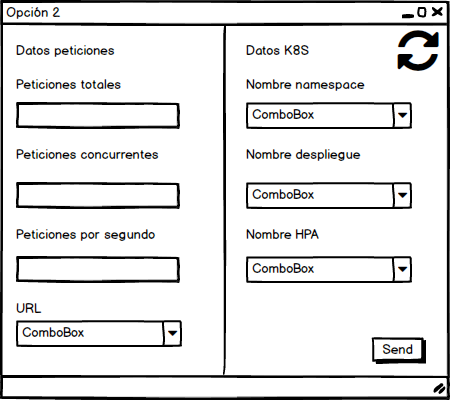 Opción 2
Datos peticiones
Peticiones totales
Peticiones concurrentes
Peticiones por segundo
URL
ComboBox
Datos K8S
Nombre namespace
ComboBox
Nombre despliegue
ComboBox
Nombre HPA
ComboBox
Send